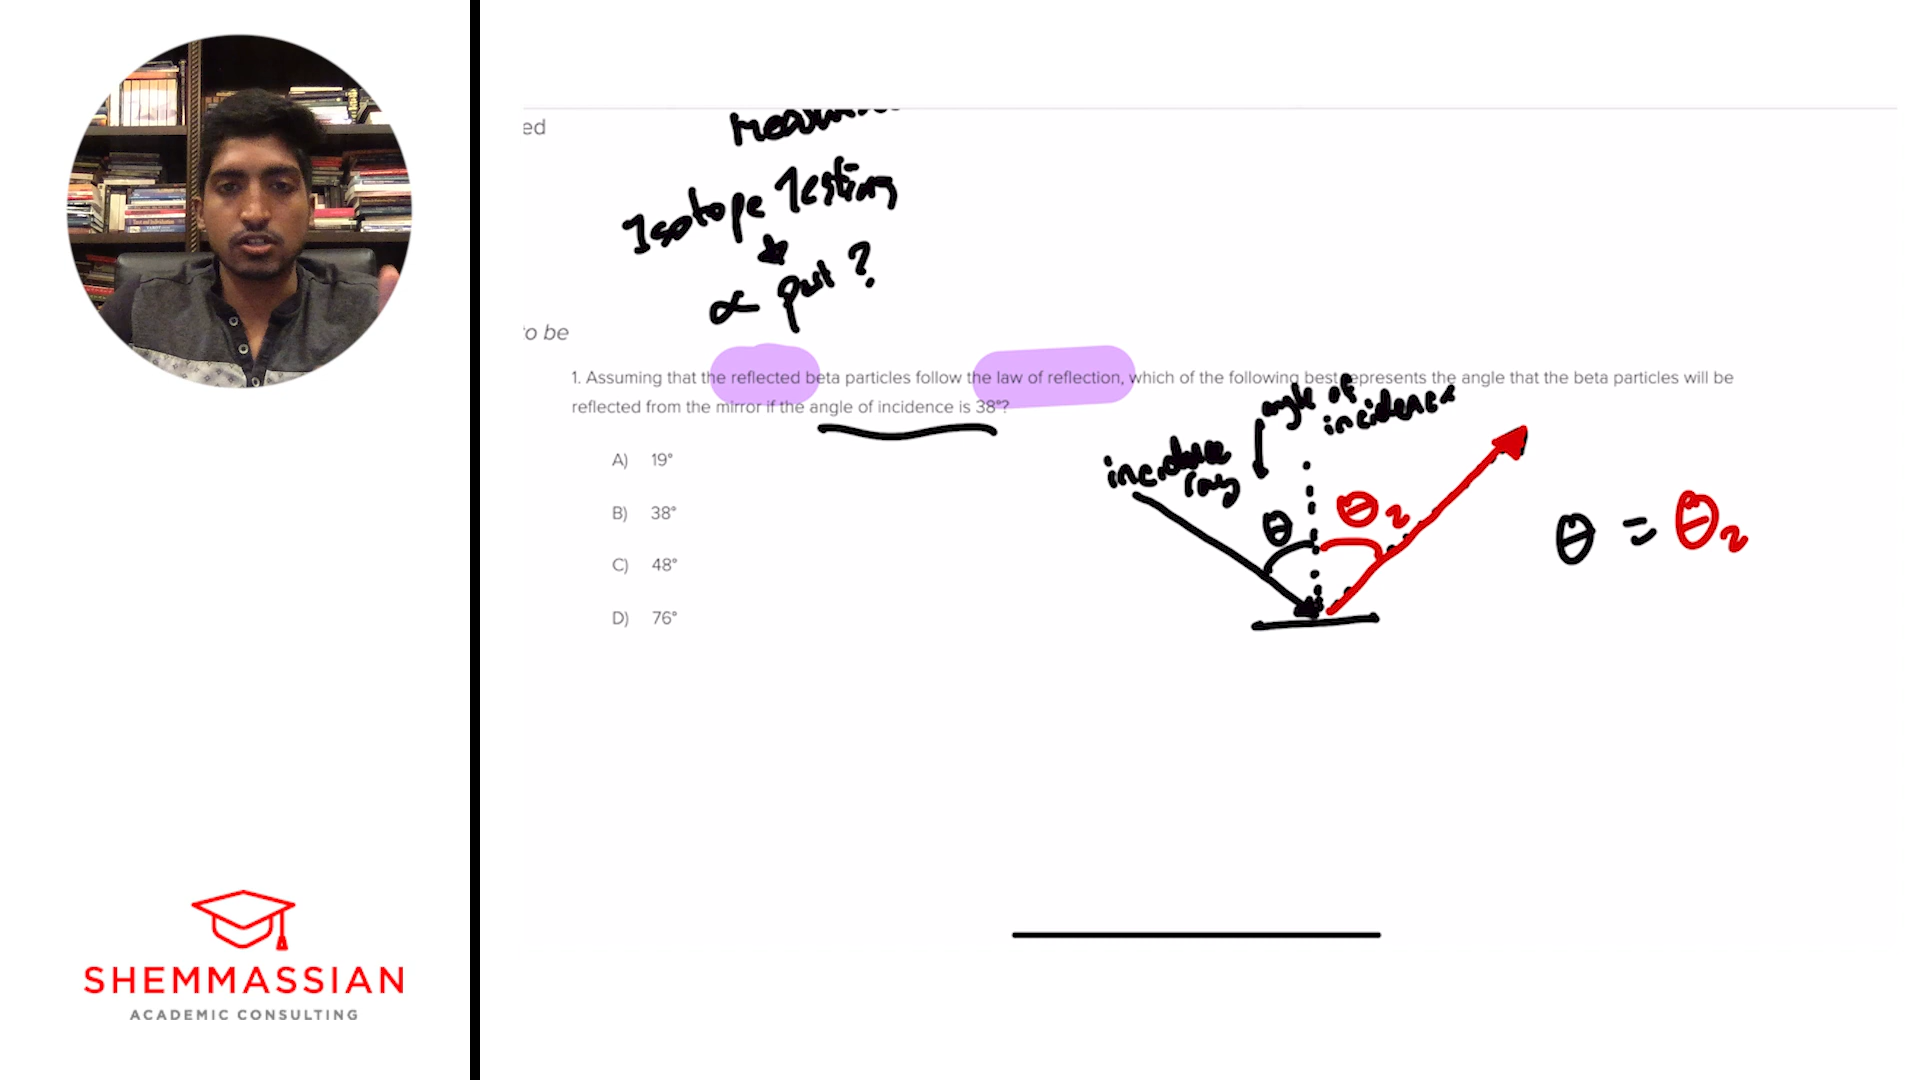 ed
Isotope Testing
α part ?
o be
1. Assuming that the reflected beta particles follow the law of reflection, which of the following best represents the angle that the beta particles will be
reflected from the mirror if the angle of incidence is 38°?
angle of
incidence
incidence
ray
A) 19°
B) 38°
C) 48°
D) 76°
θ
θ2
θ = θ2
SHEMMASSIAN
ACADEMIC CONSULTING